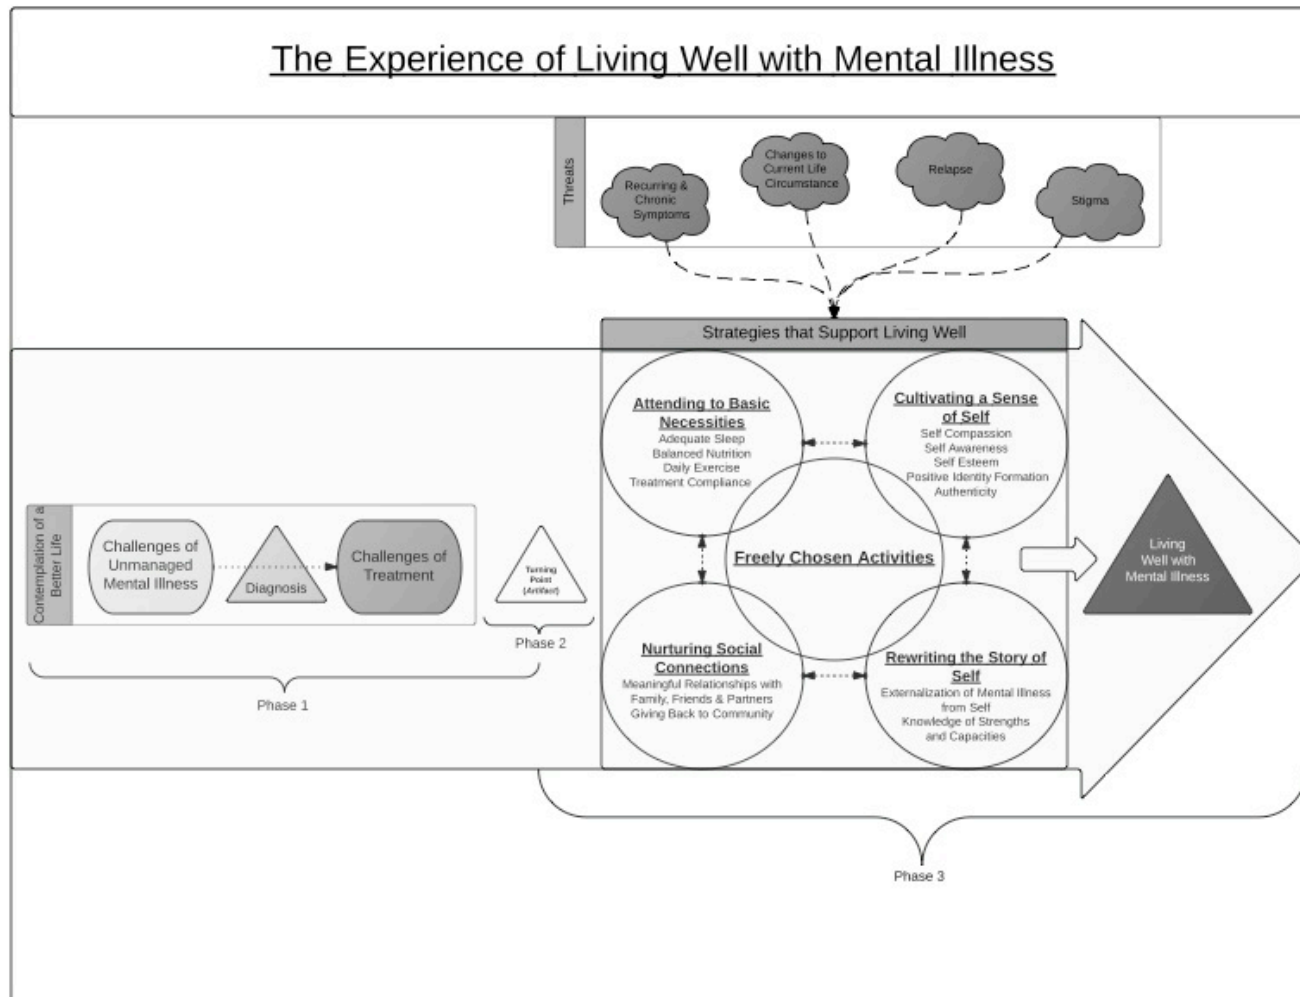 The Experience of Living Well with Mental Illness
Threats
Recurring &
Chronic
Symptoms
Changes to
Current Life
Circumstance
Relapse
Stigma
Strategies that Support Living Well
Attending to Basic
Necessities
Adequate Sleep
Balanced Nutrition
Daily Exercise
Treatment Compliance
Cultivating a Sense
of Self
Self Compassion
Self Awareness
Self Esteem
Positive Identity Formation
Authenticity
Freely Chosen Activities
Nurturing Social
Connections
Meaningful Relationships with
Family, Friends & Partners
Giving Back to Community
Rewriting the Story of
Self
Externalization of Mental Illness
from Self
Knowledge of Strengths
and Capacities
Living
Well with
Mental Illness
Contemplation of a
Better Life
Challenges of
Unmanaged
Mental Illness
Diagnosis
Challenges of
Treatment
Turning
Point
(Artifact)
Phase 2
Phase 1
Phase 3